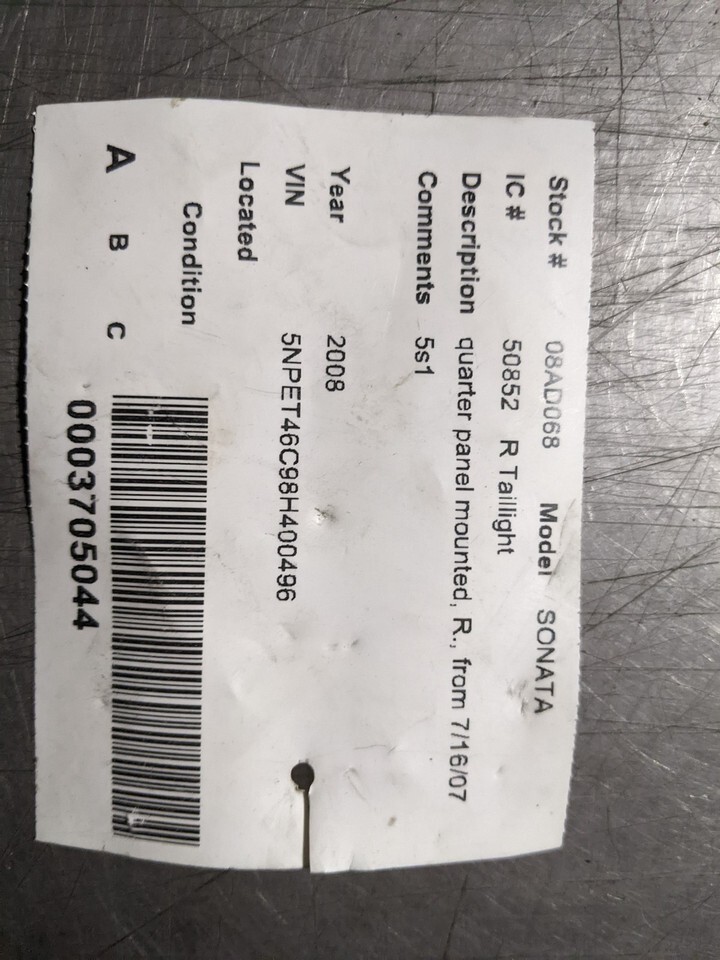 Stock # 08AD068 Model SONATA
IC # 50852 R Taillight
Description quarter panel mounted, R., from 7/16/07
Comments 5s1
Year 2008
VIN 5NPET46C98H400496
Located
Condition
A B C
0003705044